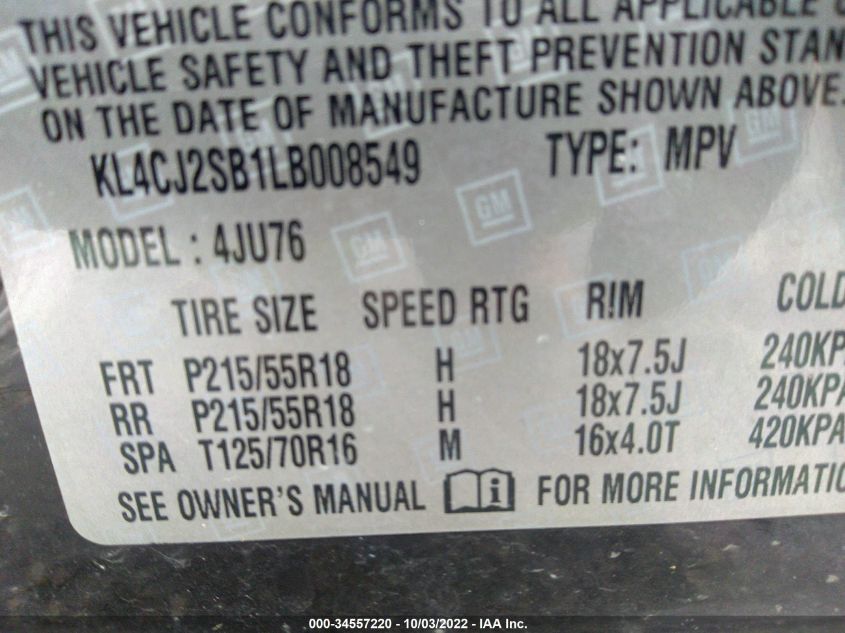 THIS VEHICLE CONFORMS TO ALL APPLICABLE
VEHICLE SAFETY AND THEFT PREVENTION STAN
ON THE DATE OF MANUFACTURE SHOWN ABOVE.
KL4CJ2SB1LB008549 TYPE: MPV
MODEL : 4JU76
TIRE SIZE SPEED RTG R!M COLD
FRT P215/55R18 H 18x7.5J 240KP
RR P215/55R18 H 18x7.5J 240KPA
SPA T125/70R16 M 16x4.0T 420KPA
SEE OWNER'S MANUAL i FOR MORE INFORMATIO
000-34557220 - 10/03/2022 - IAA Inc.